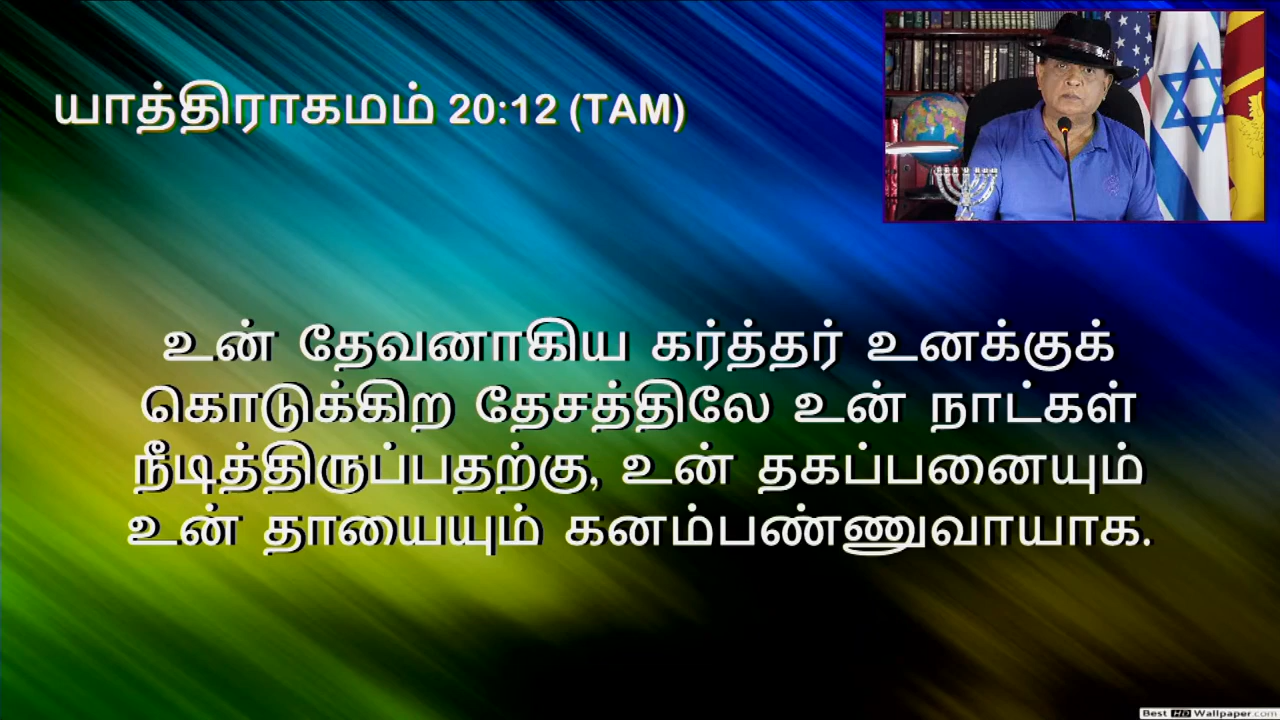 யாத்திராகமம் 20:12 (TAM)
உன் தேவனாகிய கர்த்தர் உனக்குக்
கொடுக்கிற தேசத்திலே உன் நாட்கள்
நீடித்திருப்பதற்கு, உன் தகப்பனையும்
உன் தாயையும் கனம்பண்ணுவாயாக.
Best HD Wallpaper.com